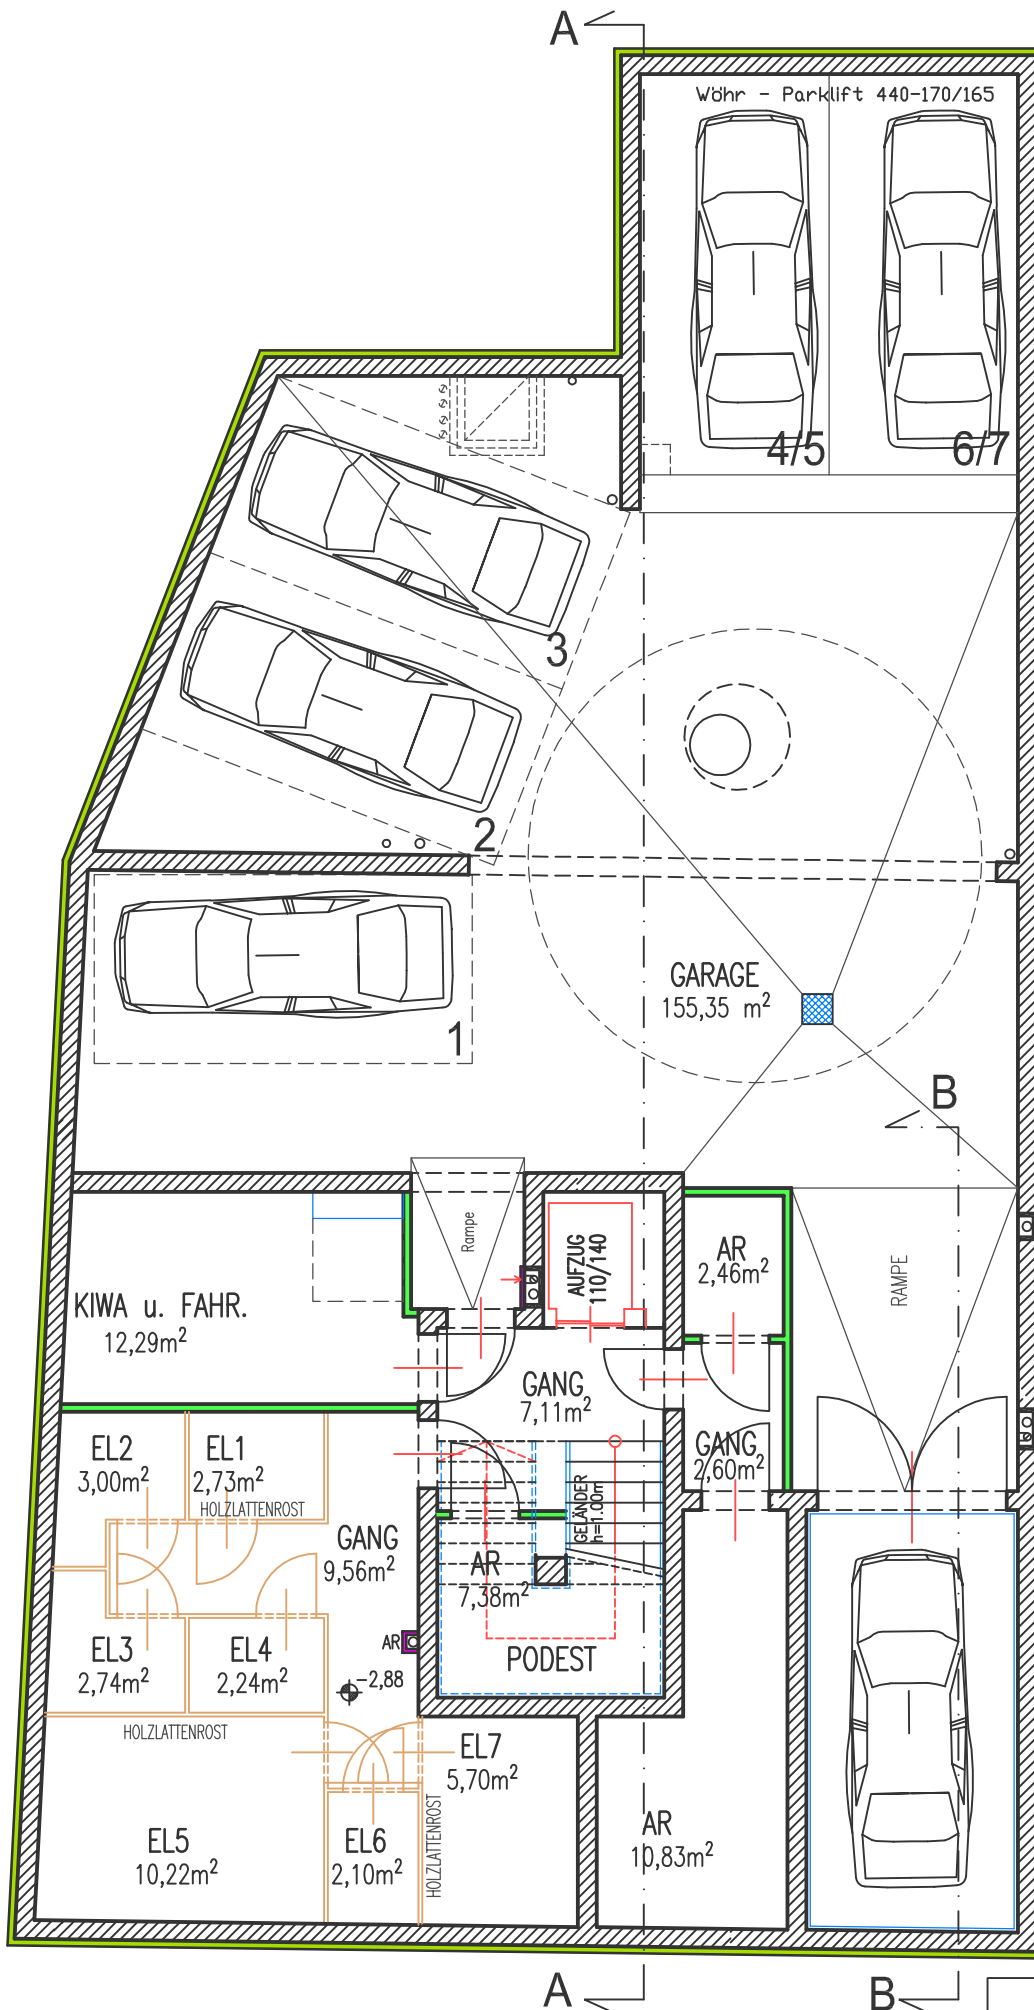 A
Wöhr - Parklift 440-170/165
4/5
6/7
3
2
GARAGE
155,35 m²
1
B
Rampe
AUFZUG
110/140
AR
2,46m²
RAMPE
KIWA u. FAHR.
12,29m²
GANG
7,11m²
GANG
2,60m²
EL2
3,00m²
EL1
2,73m²
HOLZLATTENROST
GANG
9,56m²
GELÄNDER
h=1.00m
AR
7,38m²
EL3
2,74m²
EL4
2,24m²
AR
-2,88
PODEST
HOLZLATTENROST
EL7
5,70m²
EL5
10,22m²
EL6
2,10m²
HOLZLATTENROST
AR
10,83m²
A
B